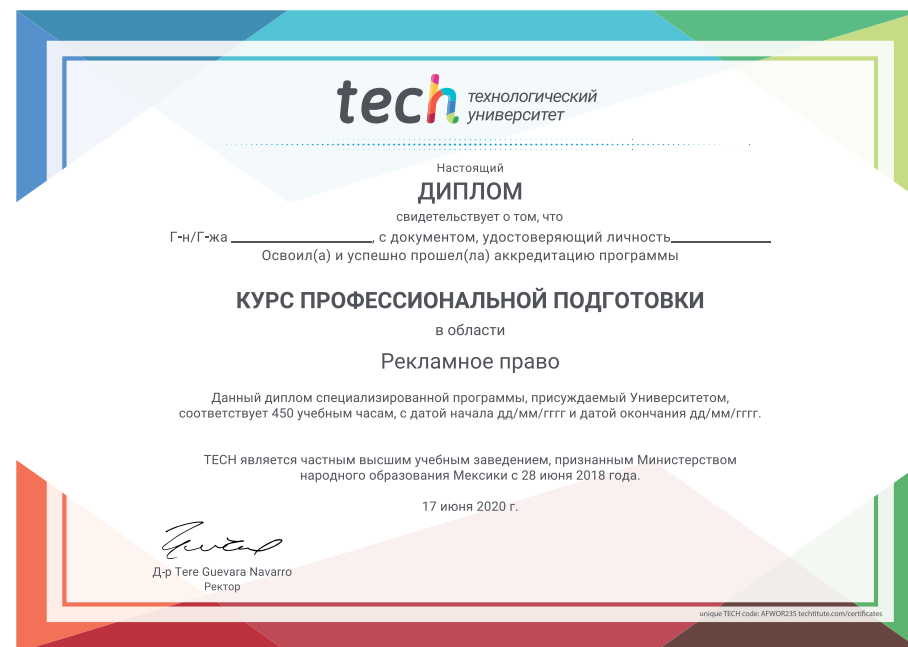 tech технологический
университет
Настоящий
ДИПЛОМ
свидетельствует о том, что
Г-н/Г-жа ________________, с документом, удостоверяющий личность____________
Освоил(а) и успешно прошел(ла) аккредитацию программы
КУРС ПРОФЕССИОНАЛЬНОЙ ПОДГОТОВКИ
в области
Рекламное право
Данный диплом специализированной программы, присуждаемый Университетом,
соответствует 450 учебным часам, с датой начала дд/мм/гггг и датой окончания дд/мм/гггг.
TECH является частным высшим учебным заведением, признанным Министерством
народного образования Мексики с 28 июня 2018 года.
17 июня 2020 г.
Д-р Tere Guevara Navarro
Ректор
unique TECH code: AFWOR235 techtitute.com/certificates